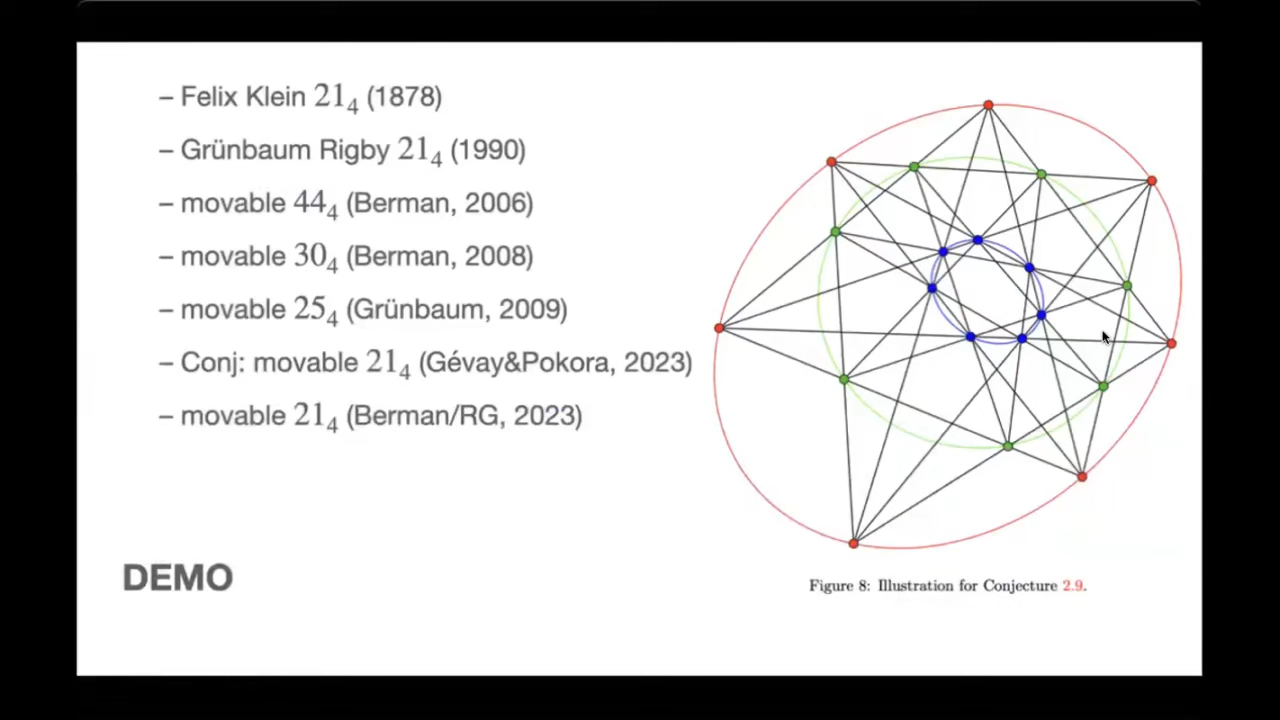 – Felix Klein 21₄ (1878)
– Grünbaum Rigby 21₄ (1990)
– movable 44₄ (Berman, 2006)
– movable 30₄ (Berman, 2008)
– movable 25₄ (Grünbaum, 2009)
– Conj: movable 21₄ (Gévay&Pokora, 2023)
– movable 21₄ (Berman/RG, 2023)
DEMO
Figure 8: Illustration for Conjecture 2.9.